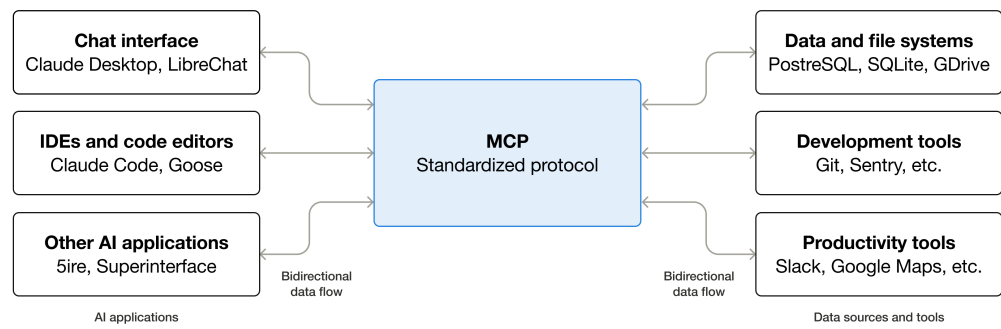 Chat interface
Claude Desktop, LibreChat
IDEs and code editors
Claude Code, Goose
Other AI applications
5ire, Superinterface
AI applications
Bidirectional
data flow
MCP
Standardized protocol
Bidirectional
data flow
Data and file systems
PostreSQL, SQLite, GDrive
Development tools
Git, Sentry, etc.
Productivity tools
Slack, Google Maps, etc.
Data sources and tools